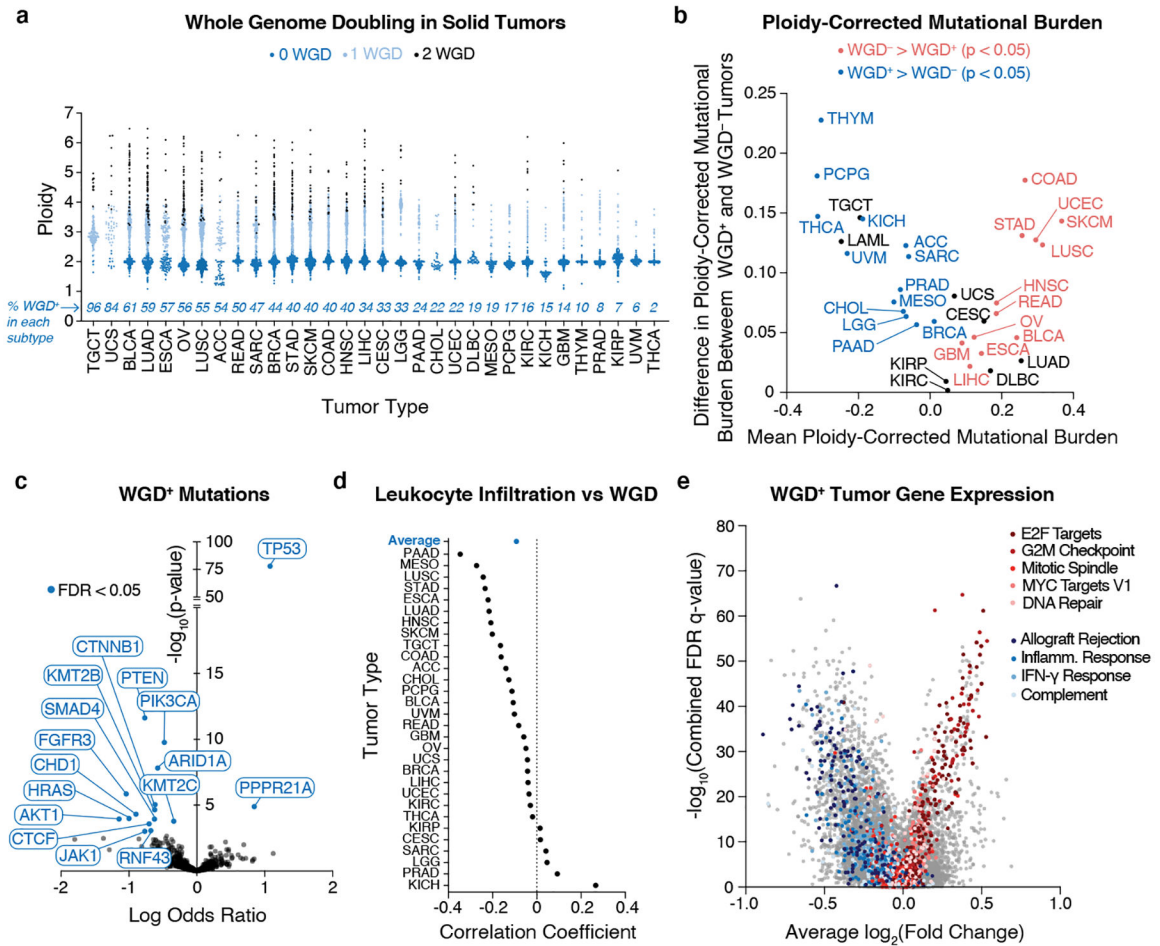 a
Whole Genome Doubling in Solid Tumors
0 WGD 1 WGD 2 WGD
Ploidy
7
6
5
4
3
2
1
0
% WGD⁺
in each
subtype
96 84 61 59 57 56 55 54 50 47 44 40 40 40 40 34 33 33 24 22 22 19 19 17 16 15 14 10 8 7 6 2
TGCT UCS BLCA LUAD ESCA OV LUSC ACC READ SARC BRCA STAD SKCM COAD HNSC LIHC CESC LGG PAAD CHOL UCEC DLBC MESO PCPG KIRC KICH GBM THYM PRAD KIRP UVM THCA
Tumor Type
b
Ploidy-Corrected Mutational Burden
WGD⁻ > WGD⁺ (p < 0.05)
WGD⁺ > WGD⁻ (p < 0.05)
Difference in Ploidy-Corrected Mutational
Burden Between WGD⁺ and WGD⁻ Tumors
0.25
0.20
0.15
0.10
0.05
0
THYM
PCPG
COAD
TGCT
UCEC
THCA
KICH
STAD
SKCM
LAML
UVM
ACC
SARC
LUSC
PRAD
MESO
UCS
HNSC
CHOL
CESC
READ
LGG
BRCA
OV
PAAD
GBM
ESCA
BLCA
KIRP
LUAD
KIRC
LIHC
DLBC
-0.4 -0.2 0.0 0.2 0.4
Mean Ploidy-Corrected Mutational Burden
c
WGD⁺ Mutations
FDR < 0.05
-log₁₀(p-value)
100
75
50
15
10
5
TP53
CTNNB1
KMT2B
PTEN
PIK3CA
SMAD4
FGFR3
ARID1A
CHD1
KMT2C
PPPR21A
HRAS
AKT1
CTCF
JAK1
RNF43
-2 -1 0 1 2
Log Odds Ratio
d
Leukocyte Infiltration vs WGD
Tumor Type
Average
PAAD
MESO
LUSC
STAD
ESCA
LUAD
HNSC
SKCM
TGCT
COAD
ACC
CHOL
PCPG
BLCA
UVM
READ
GBM
OV
UCS
BRCA
LIHC
UCEC
KIRC
THCA
KIRP
CESC
SARC
LGG
PRAD
KICH
-0.4 -0.2 0 0.2 0.4
Correlation Coefficient
e
WGD⁺ Tumor Gene Expression
-log₁₀(Combined FDR q-value)
80
70
60
50
40
30
20
10
0
E2F Targets
G2M Checkpoint
Mitotic Spindle
MYC Targets V1
DNA Repair
Allograft Rejection
Inflamm. Response
IFN-γ Response
Complement
-1.0 -0.5 0.0 0.5 1.0
Average log₂(Fold Change)